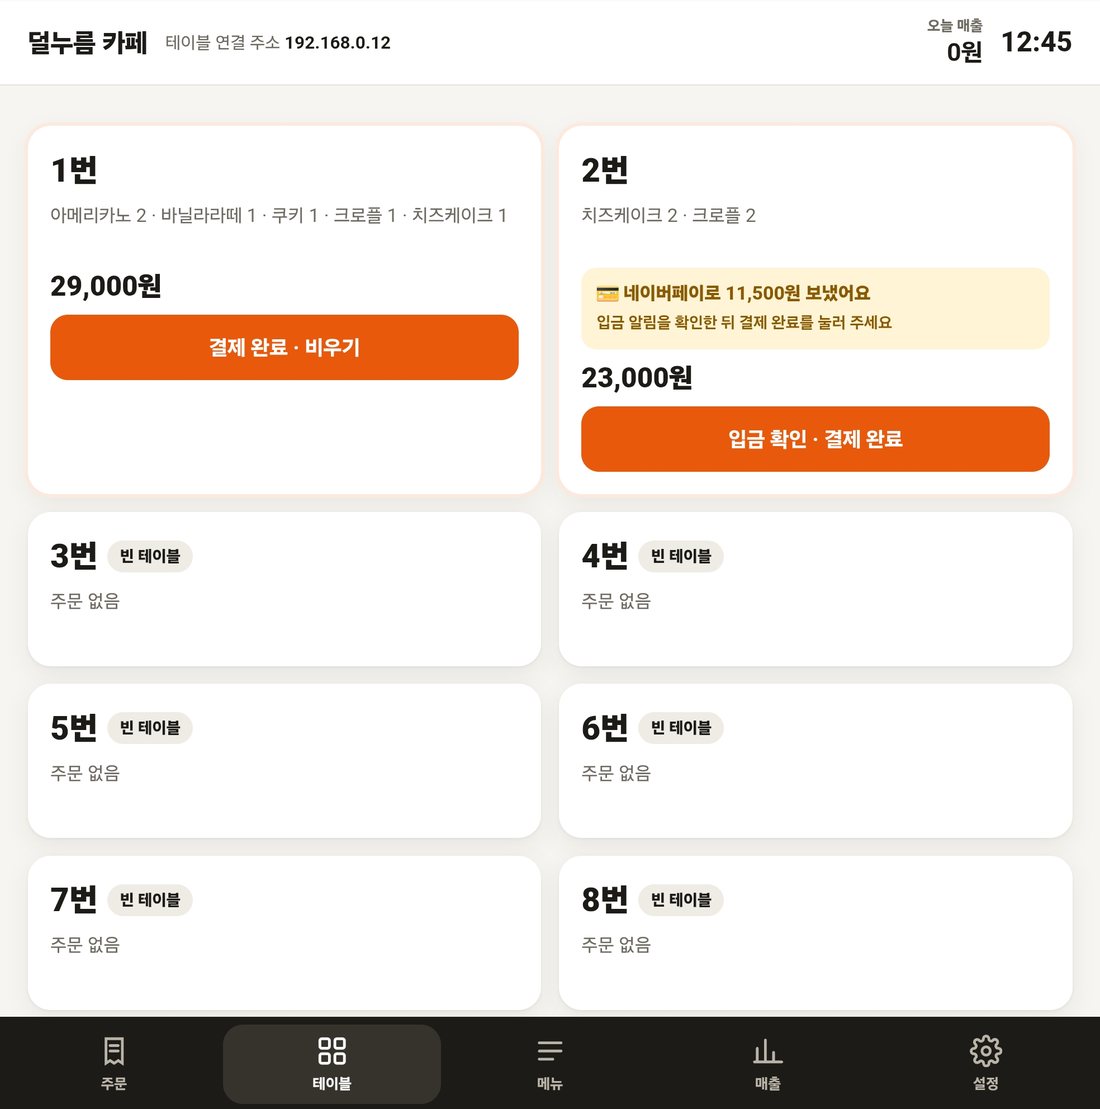 덜누름 카페 테이블 연결 주소 192.168.0.12
오늘 매출
0원
12:45
1번
아메리카노 2 · 바닐라라떼 1 · 쿠키 1 · 크로플 1 · 치즈케이크 1
29,000원
결제 완료 · 비우기
2번
치즈케이크 2 · 크로플 2
💳 네이버페이로 11,500원 보냈어요
입금 알림을 확인한 뒤 결제 완료를 눌러 주세요
23,000원
입금 확인 · 결제 완료
3번 빈 테이블
주문 없음
4번 빈 테이블
주문 없음
5번 빈 테이블
주문 없음
6번 빈 테이블
주문 없음
7번 빈 테이블
주문 없음
8번 빈 테이블
주문 없음
주문
테이블
메뉴
매출
설정